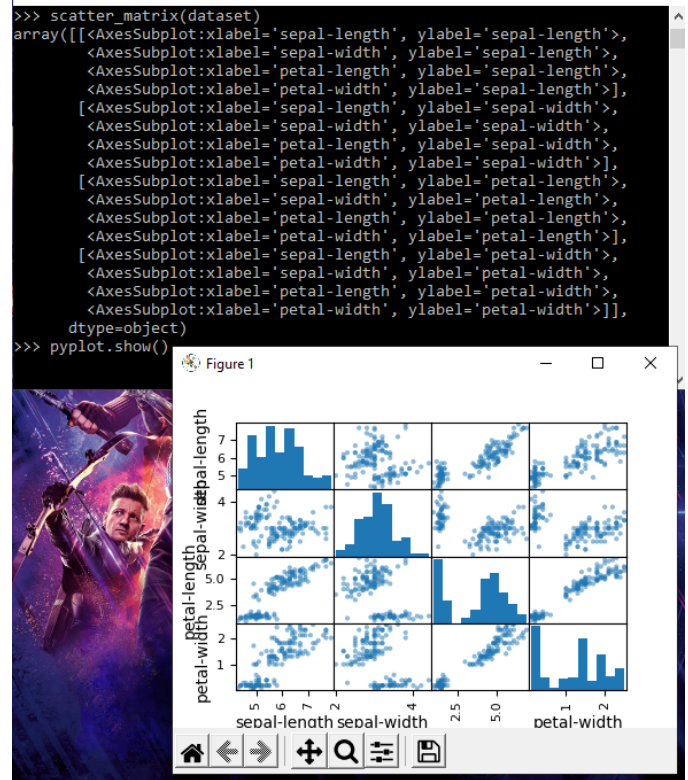 >>> scatter_matrix(dataset)
array([[<AxesSubplot:xlabel='sepal-length', ylabel='sepal-length'>,
        <AxesSubplot:xlabel='sepal-width', ylabel='sepal-length'>,
        <AxesSubplot:xlabel='petal-length', ylabel='sepal-length'>,
        <AxesSubplot:xlabel='petal-width', ylabel='sepal-length'>],
       [<AxesSubplot:xlabel='sepal-length', ylabel='sepal-width'>,
        <AxesSubplot:xlabel='sepal-width', ylabel='sepal-width'>,
        <AxesSubplot:xlabel='petal-length', ylabel='sepal-width'>,
        <AxesSubplot:xlabel='petal-width', ylabel='sepal-width'>],
       [<AxesSubplot:xlabel='sepal-length', ylabel='petal-length'>,
        <AxesSubplot:xlabel='sepal-width', ylabel='petal-length'>,
        <AxesSubplot:xlabel='petal-length', ylabel='petal-length'>,
        <AxesSubplot:xlabel='petal-width', ylabel='petal-length'>],
       [<AxesSubplot:xlabel='sepal-length', ylabel='petal-width'>,
        <AxesSubplot:xlabel='sepal-width', ylabel='petal-width'>,
        <AxesSubplot:xlabel='petal-length', ylabel='petal-width'>,
        <AxesSubplot:xlabel='petal-width', ylabel='petal-width'>]],
      dtype=object)
>>> pyplot.show()
Figure 1
sepal-length
7
6
5
sepal-width
4
2
petal-length
5.0
2.5
petal-width
2
1
5 6 7 2 4 2.5 5.0 1 2
sepal-length sepal-width petal-width